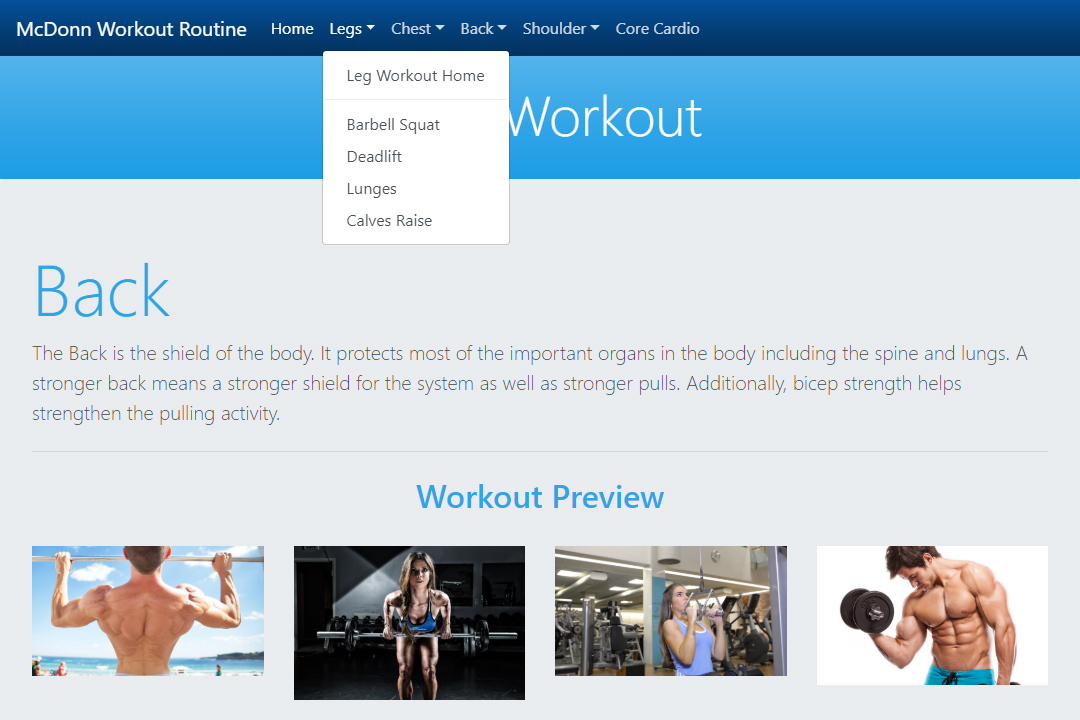 McDonn Workout Routine Home Legs Chest Back Shoulder Core Cardio
Leg Workout Home
Barbell Squat
Deadlift
Lunges
Calves Raise
Workout
Back
The Back is the shield of the body. It protects most of the important organs in the body including the spine and lungs. A
stronger back means a stronger shield for the system as well as stronger pulls. Additionally, bicep strength helps
strengthen the pulling activity.
Workout Preview